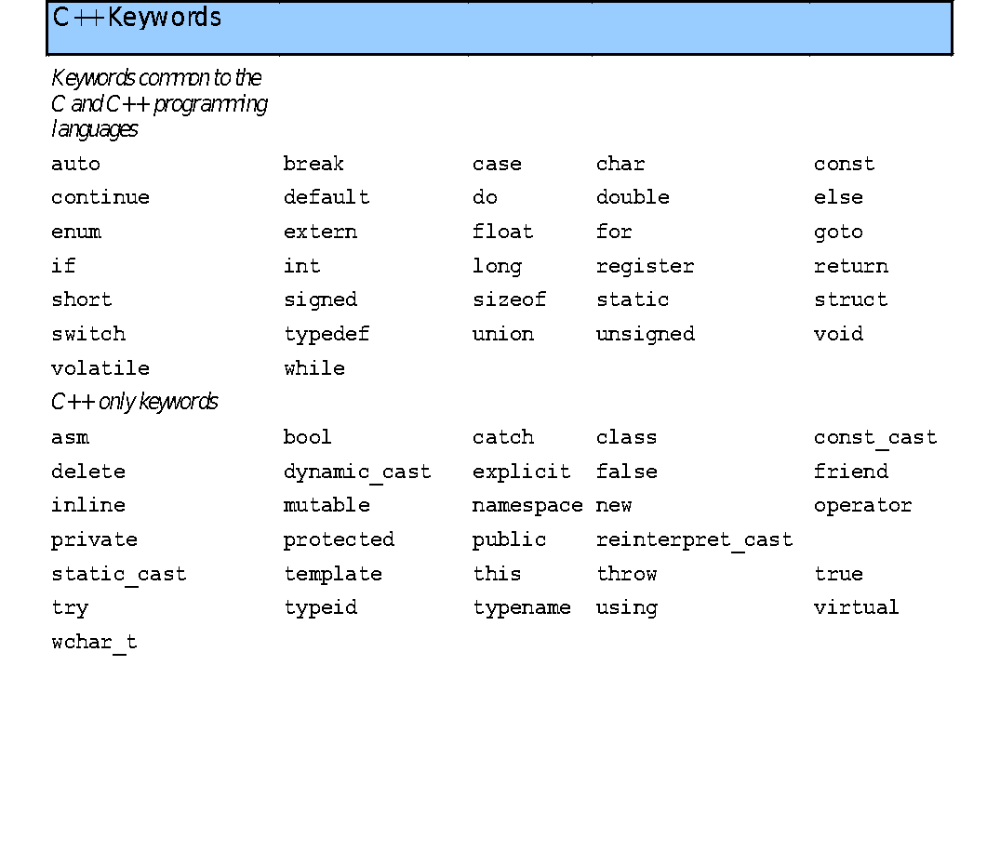 C++ Keywords
Keywords common to the
C and C++ programming
languages
auto break case char const
continue default do double else
enum extern float for goto
if int long register return
short signed sizeof static struct
switch typedef union unsigned void
volatile while
C++ only keywords
asm bool catch class const_cast
delete dynamic_cast explicit false friend
inline mutable namespace new operator
private protected public reinterpret_cast
static_cast template this throw true
try typeid typename using virtual
wchar_t